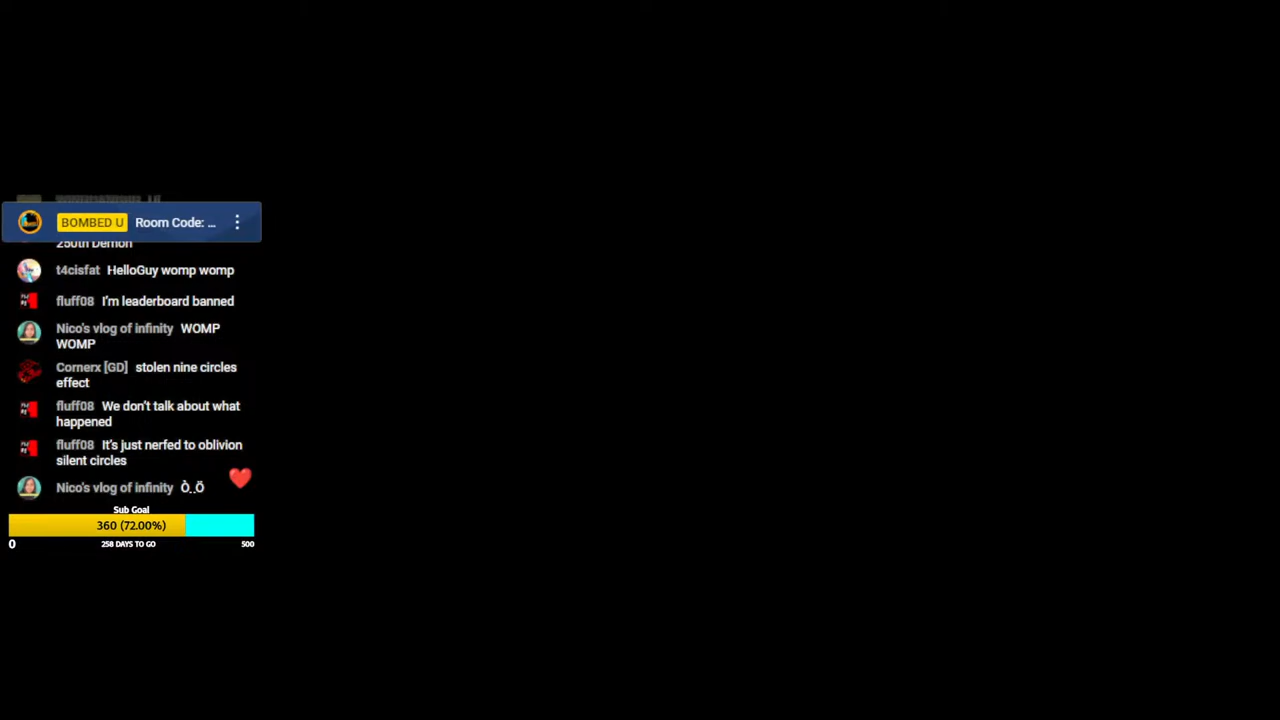 BOMBED U Room Code: ...
250th Demon
t4cisfat HelloGuy womp womp
fluff08 I'm leaderboard banned
Nico's vlog of infinity WOMP
WOMP
Cornerx [GD] stolen nine circles
effect
fluff08 We don't talk about what
happened
fluff08 It's just nerfed to oblivion
silent circles
Nico's vlog of infinity Ò..Ö
Sub Goal
360 (72.00%)
0 258 DAYS TO GO 500